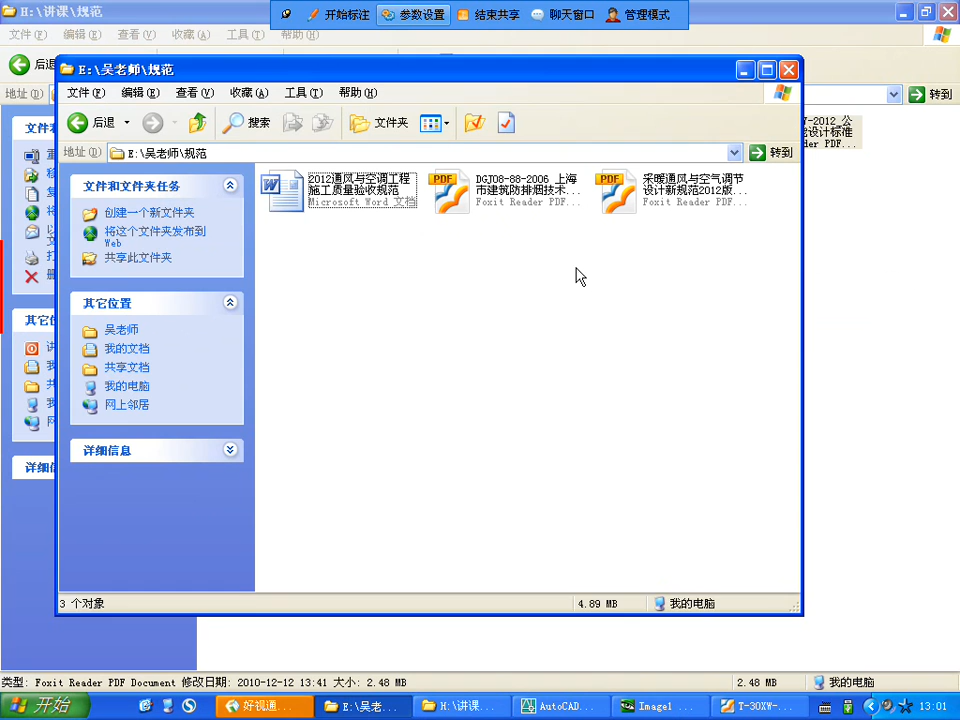 H:\讲课\规范
开始标注 参数设置 结束共享 聊天窗口 管理模式
文件(F) 编辑(E) 查看(V) 收藏(A) 工具(T) 帮助(H)
后退
地址(D) 转到
E:\吴老师\规范
文件(F) 编辑(E) 查看(V) 收藏(A) 工具(T) 帮助(H)
后退 搜索 文件夹
地址(D) E:\吴老师\规范 转到
文件和文件夹任务
创建一个新文件夹
将这个文件夹发布到
Web
共享此文件夹
其它位置
吴老师
我的文档
共享文档
我的电脑
网上邻居
详细信息
2012通风与空调工程
施工质量验收规范
Microsoft Word 文档
DGJ08-88-2006 上海
市建筑防排烟技术...
Foxit Reader PDF...
采暖通风与空气调节
设计新规范2012版...
Foxit Reader PDF...
3 个对象 4.89 MB 我的电脑
类型: Foxit Reader PDF Document 修改日期: 2010-12-12 13:41 大小: 2.48 MB 2.48 MB 我的电脑
开始 好视通... E:\吴老... H:\讲课... AutoCAD... Image1 ... T-30XW-... 13:01